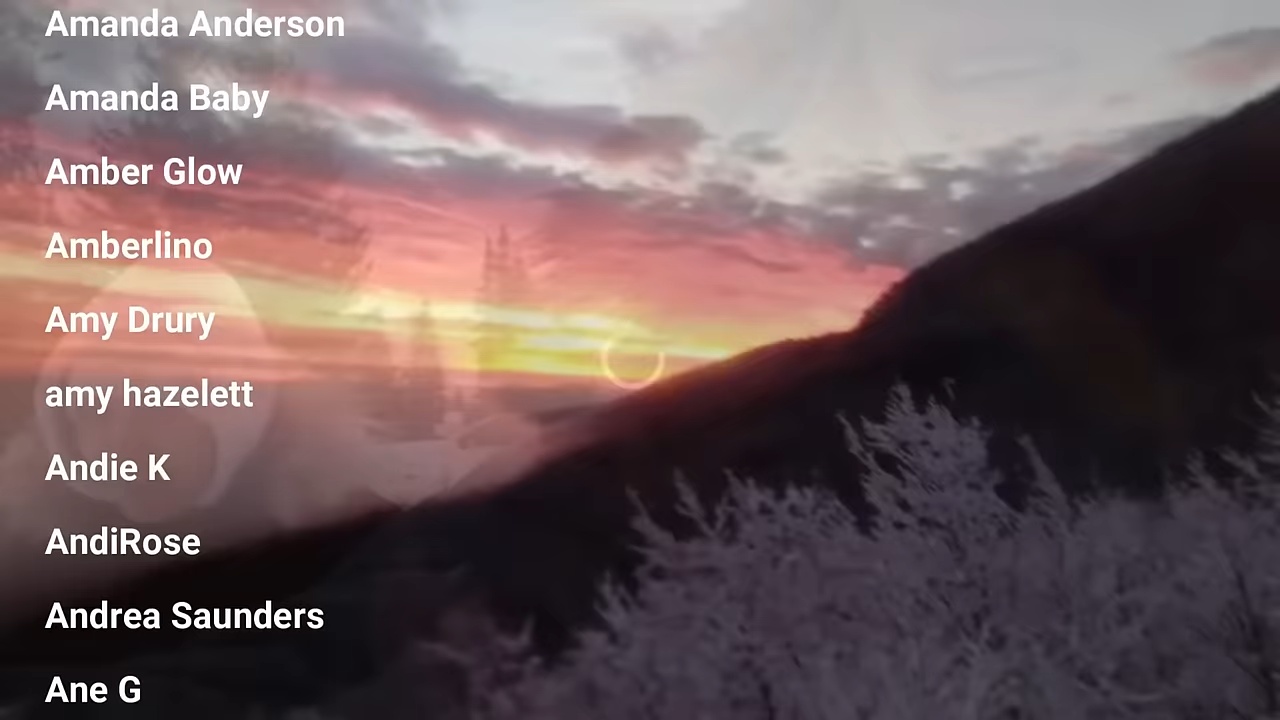 Amanda Anderson
Amanda Baby
Amber Glow
Amberlino
Amy Drury
amy hazelett
Andie K
AndiRose
Andrea Saunders
Ane G